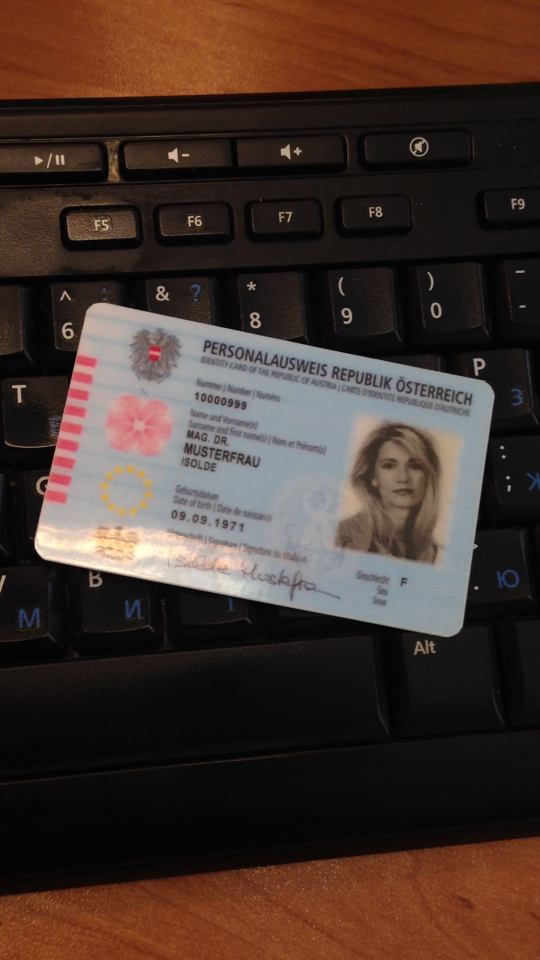 F5 F6 F7 F8 F9
^ & ? * ( ) -
6 8 9 0 -
PERSONALAUSWEIS REPUBLIK ÖSTERREICH
IDENTITY CARD OF THE REPUBLIC OF AUSTRIA | CARTE D'IDENTITE REPUBLIQUE D'AUTRICHE
Nummer | Number | Numéro
10000999
Name und Vorname(n)
Surname and first name(s) | Nom et Prénom(s)
MAG. DR.
MUSTERFRAU
ISOLDE
Geburtsdatum
Date of birth | Date de naissance
09.09.1971
Unterschrift | Signature | Signature du titulaire
Isolde Musterfrau
Geschlecht F
Sex
Sexe
T P З
G : ; Ж
V М B И Ю
Alt